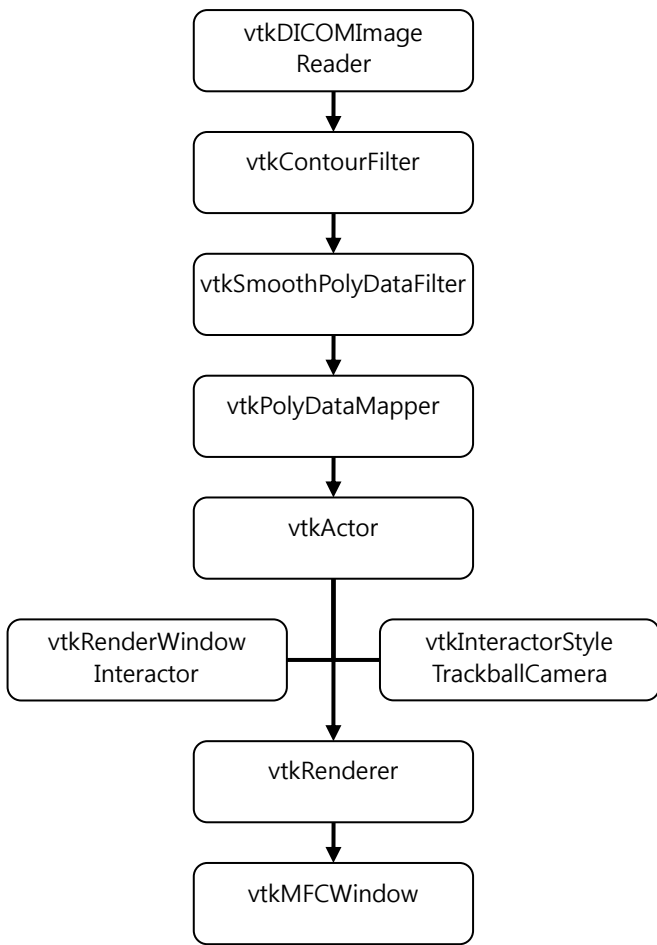 vtkDICOMImage
Reader
vtkContourFilter
vtkSmoothPolyDataFilter
vtkPolyDataMapper
vtkActor
vtkRenderWindow
Interactor
vtkInteractorStyle
TrackballCamera
vtkRenderer
vtkMFCWindow